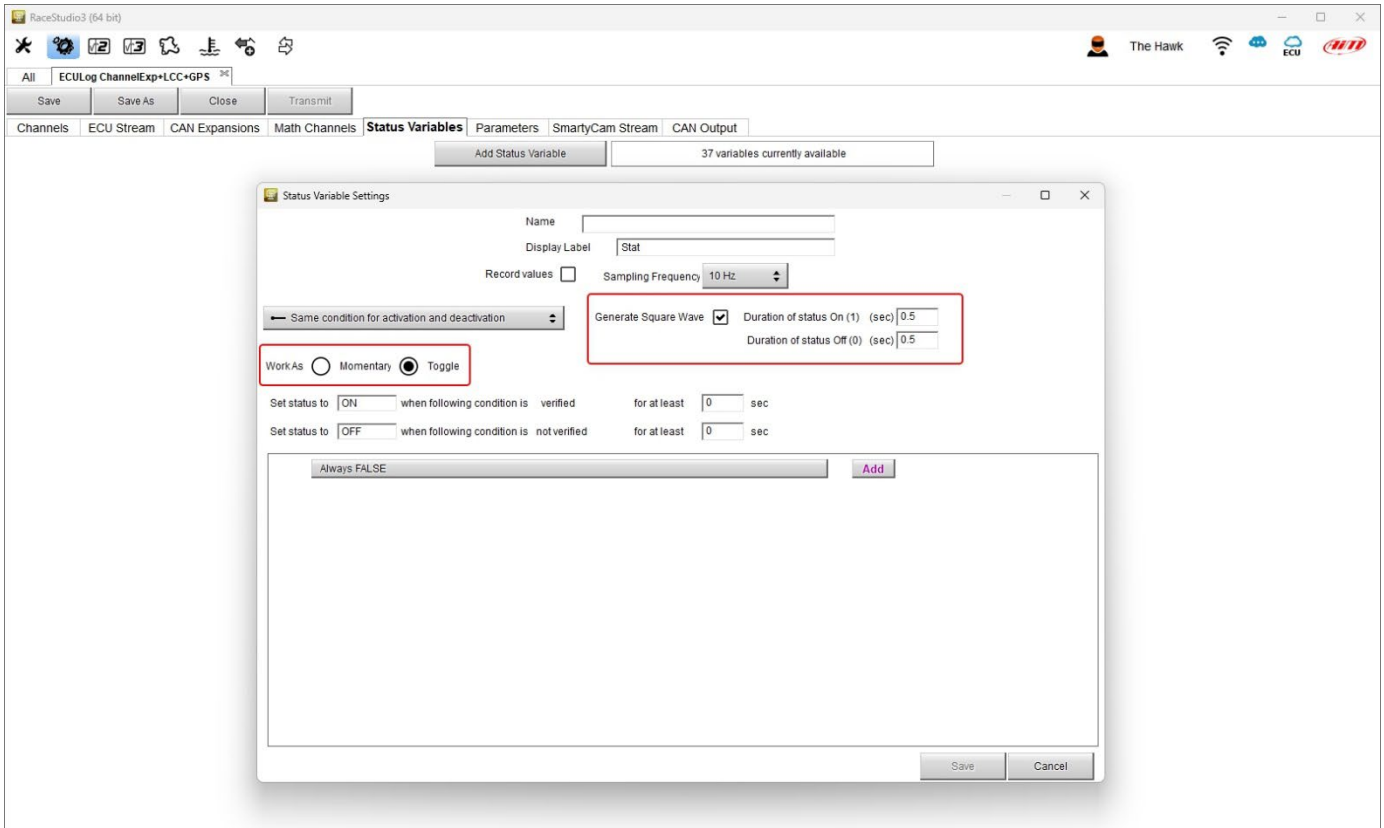 RaceStudio3 (64 bit)
The Hawk
ECU
AiM
All ECULog ChannelExp+LCC+GPS
Save Save As Close Transmit
Channels ECU Stream CAN Expansions Math Channels Status Variables Parameters SmartyCam Stream CAN Output
Add Status Variable 37 variables currently available
Status Variable Settings
Name
Display Label Stat
Record values Sampling Frequency 10 Hz
Same condition for activation and deactivation Generate Square Wave Duration of status On (1) (sec) 0.5
Duration of status Off (0) (sec) 0.5
Work As Momentary Toggle
Set status to ON when following condition is verified for at least 0 sec
Set status to OFF when following condition is not verified for at least 0 sec
Always FALSE Add
Save Cancel